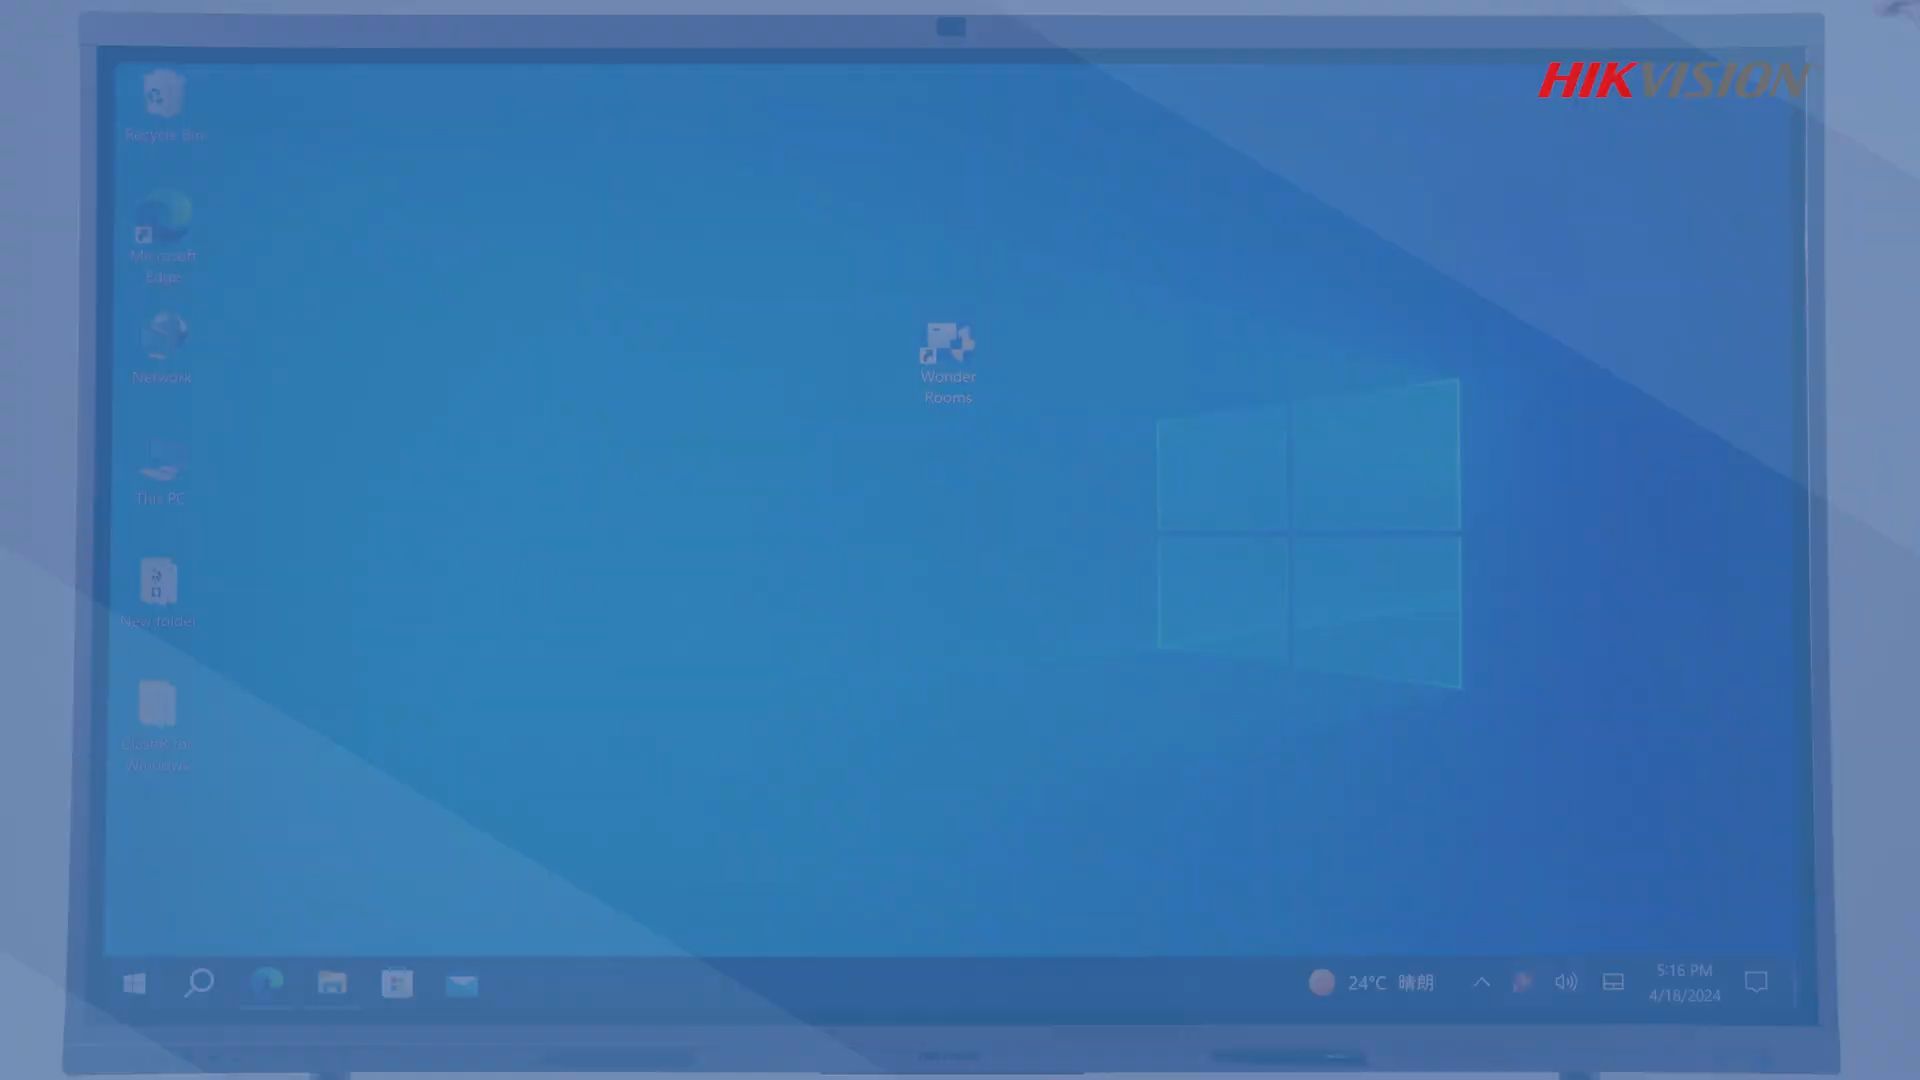 HIKVISION
Recycle Bin
Microsoft
Edge
Network
Wonder
Rooms
This PC
New folder
Windows
24°C 晴朗
5:16 PM
4/18/2024